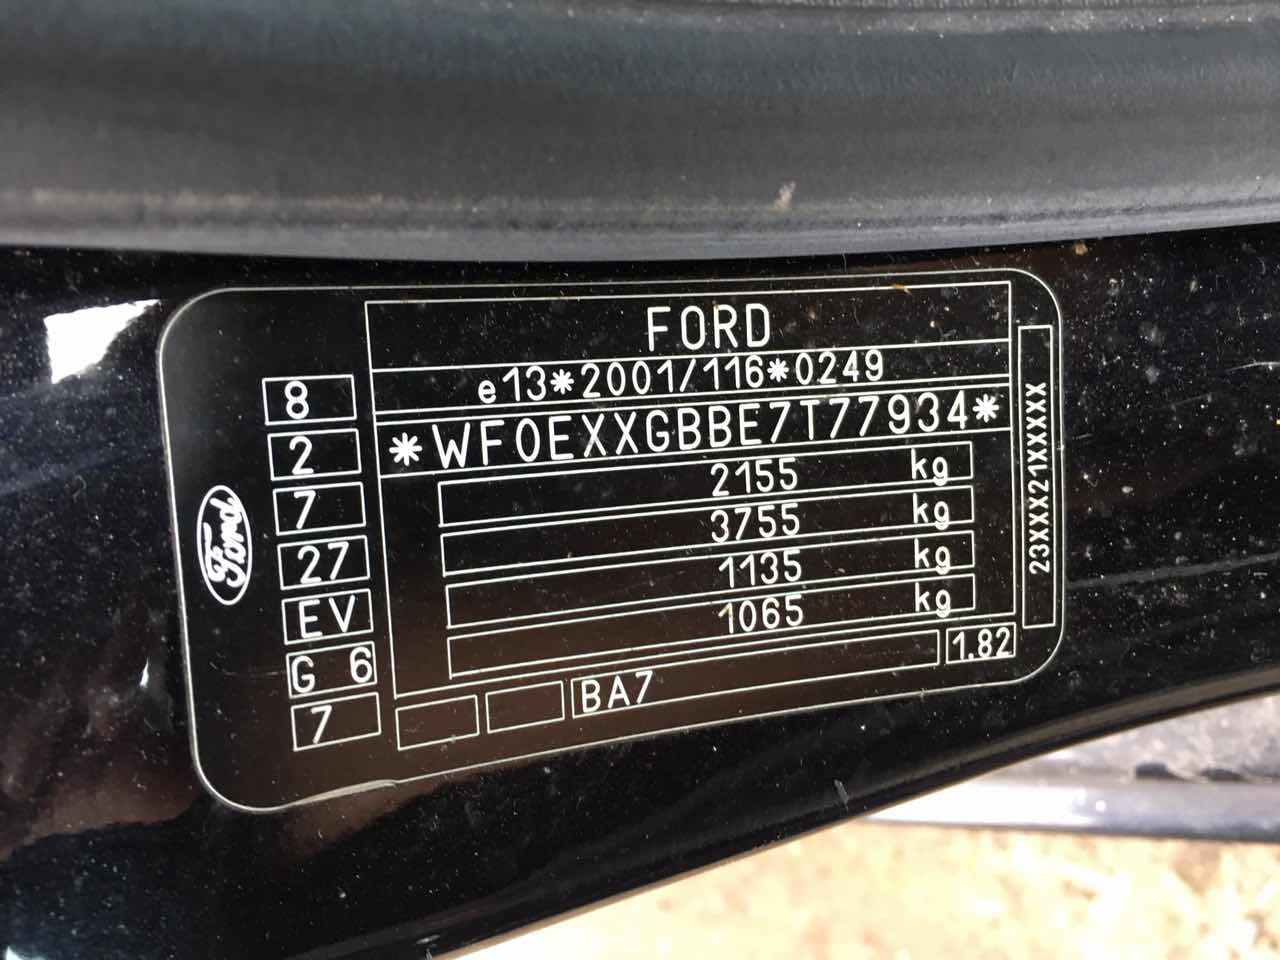 FORD
e13*2001/116*0249
*WF0EXXGBBE7T77934*
2155 kg
3755 kg
1135 kg
1065 kg
BA7
1.82
8
2
7
27
EV
G 6
7
Ford
23XXX21XXXXX